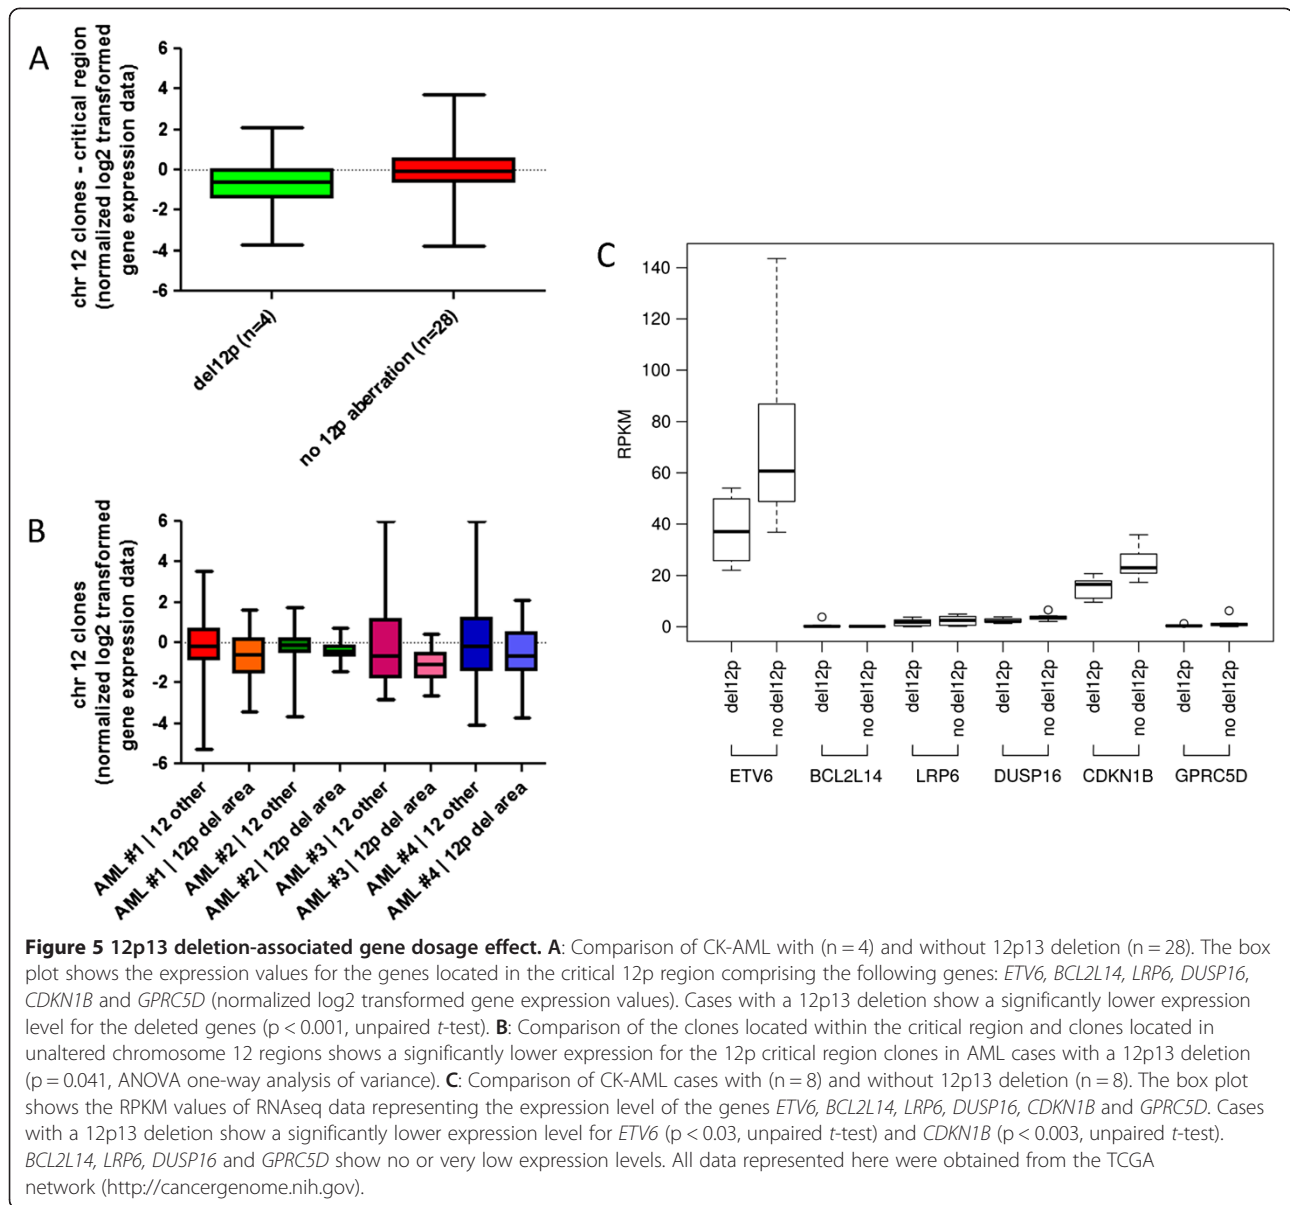 A
chr 12 clones - critical region
(normalized log2 transformed
gene expression data)
6
4
2
0
-2
-4
-6
del12p (n=4)
no 12p aberration (n=28)
B
chr 12 clones
(normalized log2 transformed
gene expression data)
6
4
2
0
-2
-4
-6
AML #1 | 12 other
AML #1 | 12p del area
AML #2 | 12 other
AML #2 | 12p del area
AML #3 | 12 other
AML #3 | 12p del area
AML #4 | 12 other
AML #4 | 12p del area
C
RPKM
140
120
100
80
60
40
20
0
del12p
no del12p
del12p
no del12p
del12p
no del12p
del12p
no del12p
del12p
no del12p
del12p
no del12p
ETV6
BCL2L14
LRP6
DUSP16
CDKN1B
GPRC5D
Figure 5 12p13 deletion-associated gene dosage effect. A: Comparison of CK-AML with (n = 4) and without 12p13 deletion (n = 28). The box
plot shows the expression values for the genes located in the critical 12p region comprising the following genes: ETV6, BCL2L14, LRP6, DUSP16,
CDKN1B and GPRC5D (normalized log2 transformed gene expression values). Cases with a 12p13 deletion show a significantly lower expression
level for the deleted genes (p < 0.001, unpaired t-test). B: Comparison of the clones located within the critical region and clones located in
unaltered chromosome 12 regions shows a significantly lower expression for the 12p critical region clones in AML cases with a 12p13 deletion
(p = 0.041, ANOVA one-way analysis of variance). C: Comparison of CK-AML cases with (n = 8) and without 12p13 deletion (n = 8). The box plot
shows the RPKM values of RNAseq data representing the expression level of the genes ETV6, BCL2L14, LRP6, DUSP16, CDKN1B and GPRC5D. Cases
with a 12p13 deletion show a significantly lower expression level for ETV6 (p < 0.03, unpaired t-test) and CDKN1B (p < 0.003, unpaired t-test).
BCL2L14, LRP6, DUSP16 and GPRC5D show no or very low expression levels. All data represented here were obtained from the TCGA
network (http://cancergenome.nih.gov).